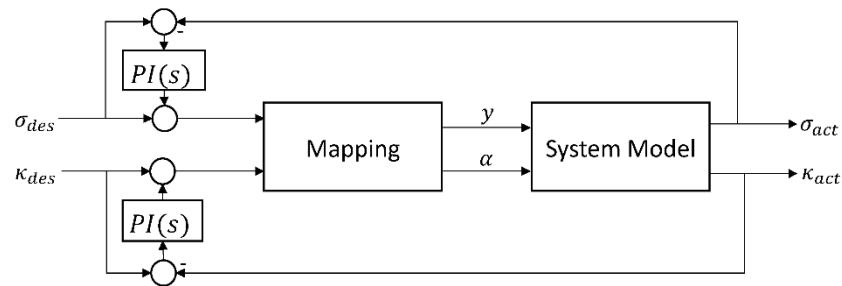 -
PI(s)
σ_des
y
σ_act
Mapping
System Model
κ_des
α
κ_act
PI(s)
-